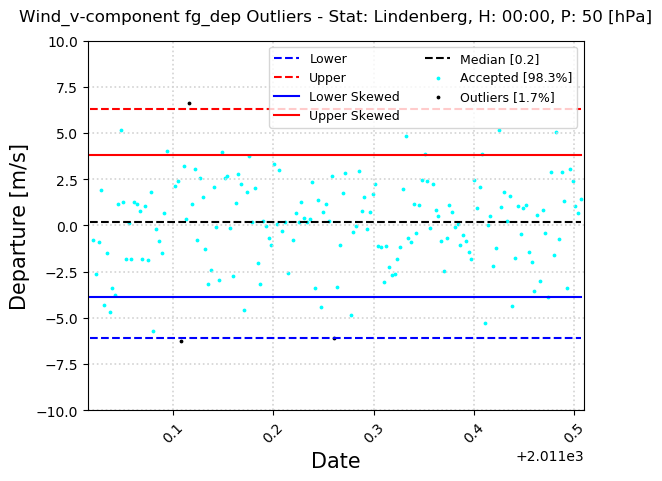 Wind_v-component fg_dep Outliers - Stat: Lindenberg, H: 00:00, P: 50 [hPa]
Departure [m/s]
10.0
7.5
5.0
2.5
0.0
−2.5
−5.0
−7.5
−10.0
Lower
Upper
Lower Skewed
Upper Skewed
Median [0.2]
Accepted [98.3%]
Outliers [1.7%]
0.1
0.2
0.3
0.4
0.5
+2.011e3
Date